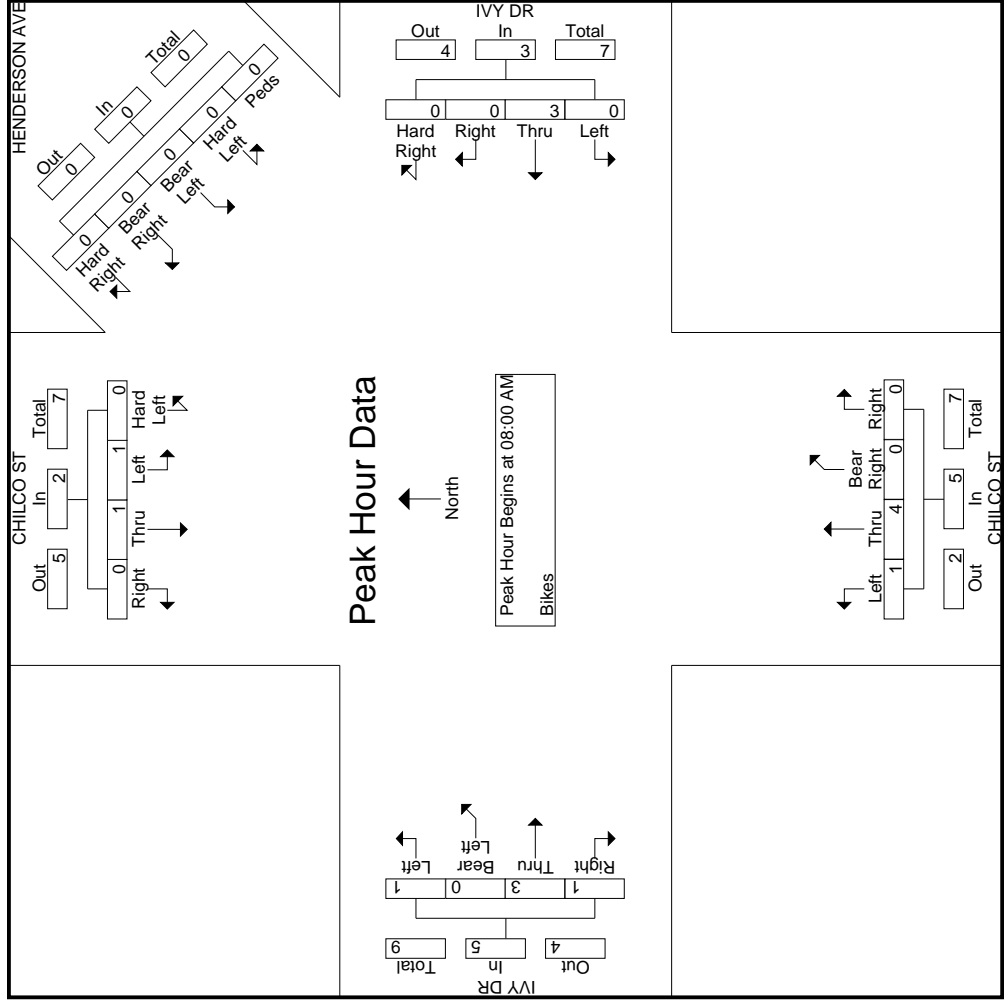 HENDERSON AVE
Out
In
Total
0
0
0
0
0
0
0
0
Hard Right
Bear Right
Bear Left
Hard Left
Peds
IVY DR
Out
In
Total
4
3
7
0
0
3
0
Hard Right
Right
Thru
Left
CHILCO ST
Out
In
Total
5
2
7
0
1
1
0
Right
Thru
Left
Hard Left
Peak Hour Data
North
Peak Hour Begins at 08:00 AM
Bikes
Left
Thru
Bear Right
Right
1
4
0
0
Out
In
Total
2
5
7
CHILCO ST
Left
Bear Left
Thru
Right
1
0
3
1
Out
In
Total
4
5
9
IVY DR